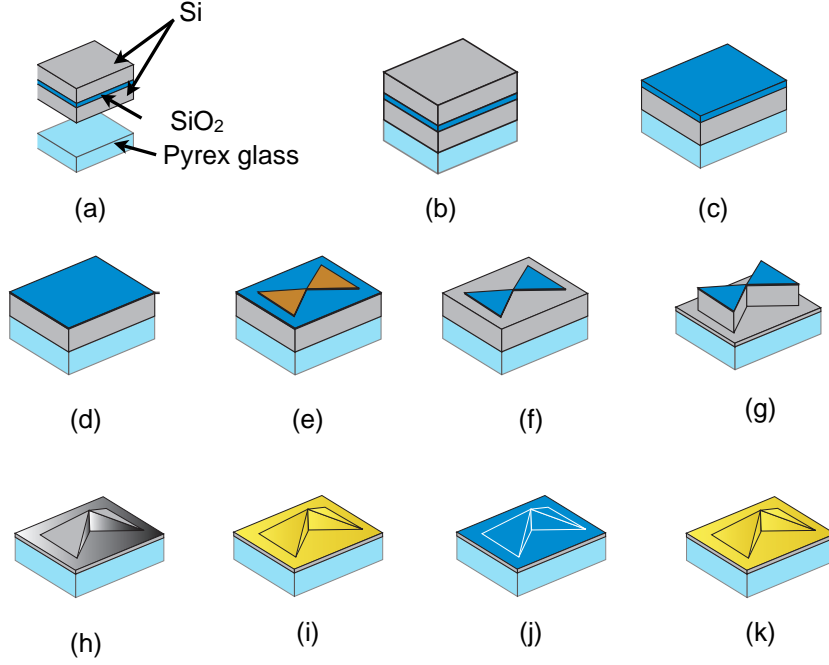 Si
SiO₂
Pyrex glass
(a)
(b)
(c)
(d)
(e)
(f)
(g)
(h)
(i)
(j)
(k)